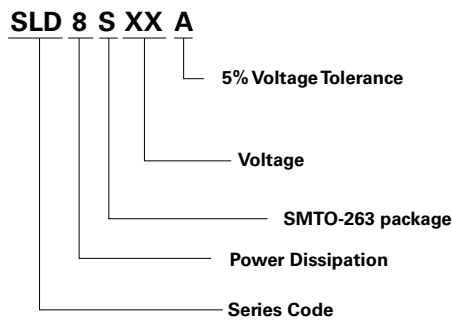 SLD 8 S XX A
5% Voltage Tolerance
Voltage
SMTO-263 package
Power Dissipation
Series Code